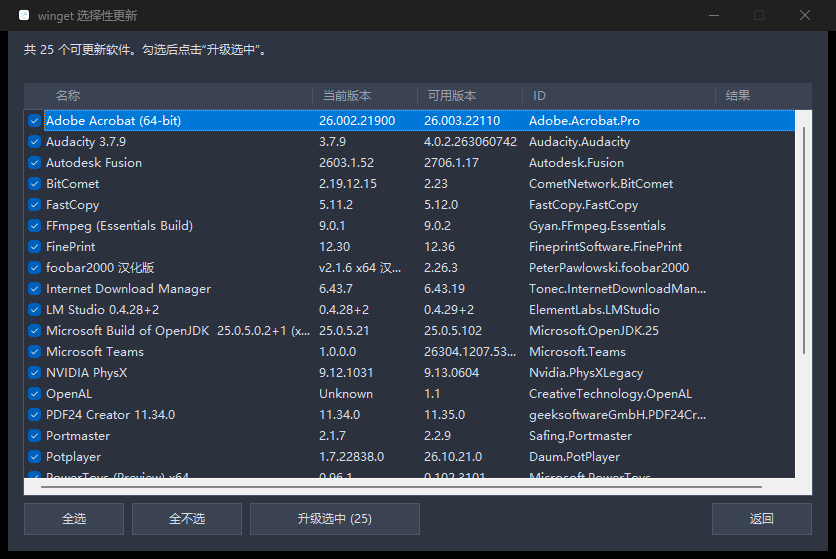 winget 选择性更新
共 25 个可更新软件。勾选后点击“升级选中”。
名称 当前版本 可用版本 ID 结果
Adobe Acrobat (64-bit) 26.002.21900 26.003.22110 Adobe.Acrobat.Pro
Audacity 3.7.9 3.7.9 4.0.2.263060742 Audacity.Audacity
Autodesk Fusion 2603.1.52 2706.1.17 Autodesk.Fusion
BitComet 2.19.12.15 2.23 CometNetwork.BitComet
FastCopy 5.11.2 5.12.0 FastCopy.FastCopy
FFmpeg (Essentials Build) 9.0.1 9.0.2 Gyan.FFmpeg.Essentials
FinePrint 12.30 12.36 FineprintSoftware.FinePrint
foobar2000 汉化版 v2.1.6 x64 汉... 2.26.3 PeterPawlowski.foobar2000
Internet Download Manager 6.43.7 6.43.19 Tonec.InternetDownloadMan...
LM Studio 0.4.28+2 0.4.28+2 0.4.29+2 ElementLabs.LMStudio
Microsoft Build of OpenJDK 25.0.5.0.2+1 (x... 25.0.5.21 25.0.5.102 Microsoft.OpenJDK.25
Microsoft Teams 1.0.0.0 26304.1207.53... Microsoft.Teams
NVIDIA PhysX 9.12.1031 9.13.0604 Nvidia.PhysXLegacy
OpenAL Unknown 1.1 CreativeTechnology.OpenAL
PDF24 Creator 11.34.0 11.34.0 11.35.0 geeksoftwareGmbH.PDF24Cr...
Portmaster 2.1.7 2.2.9 Safing.Portmaster
Potplayer 1.7.22838.0 26.10.21.0 Daum.PotPlayer
PowerToys (Preview) x64 0.96.1 0.102.3101 Microsoft.PowerToys
全选 全不选 升级选中 (25) 返回